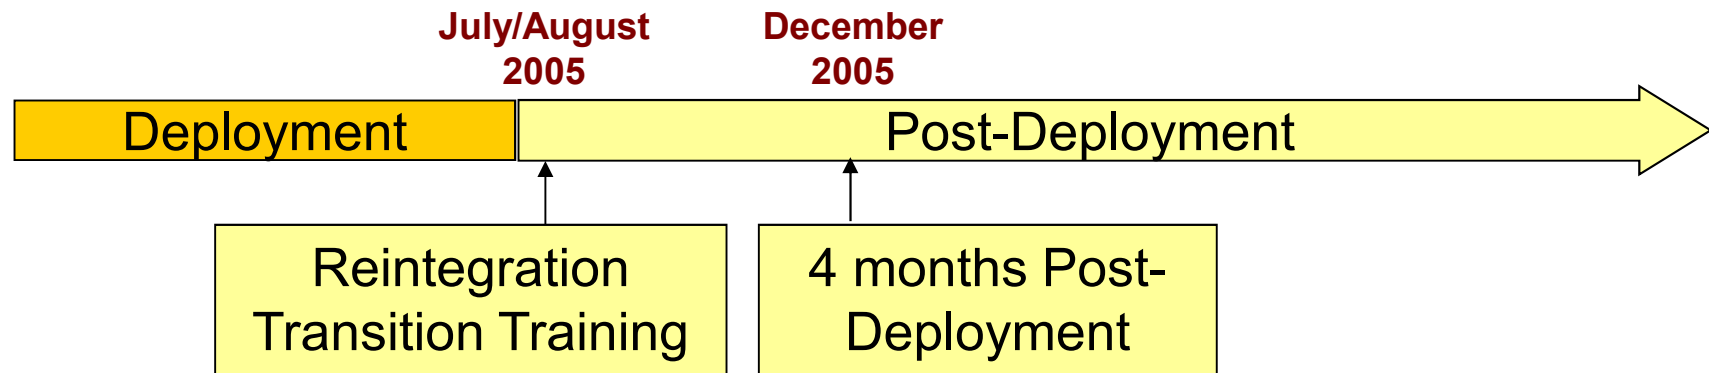 July/August
2005
December
2005
Deployment
Post-Deployment
Reintegration
Transition Training
4 months Post-
Deployment